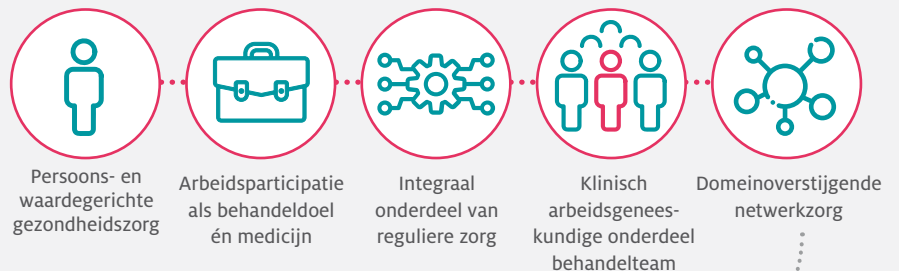 Persoons- en
waardegerichte
gezondheidszorg
Arbeidsparticipatie
als behandeldoel
én medicijn
Integraal
onderdeel van
reguliere zorg
Klinisch
arbeidsgenees-
kundige onderdeel
behandelteam
Domeinoverstijgende
netwerkzorg